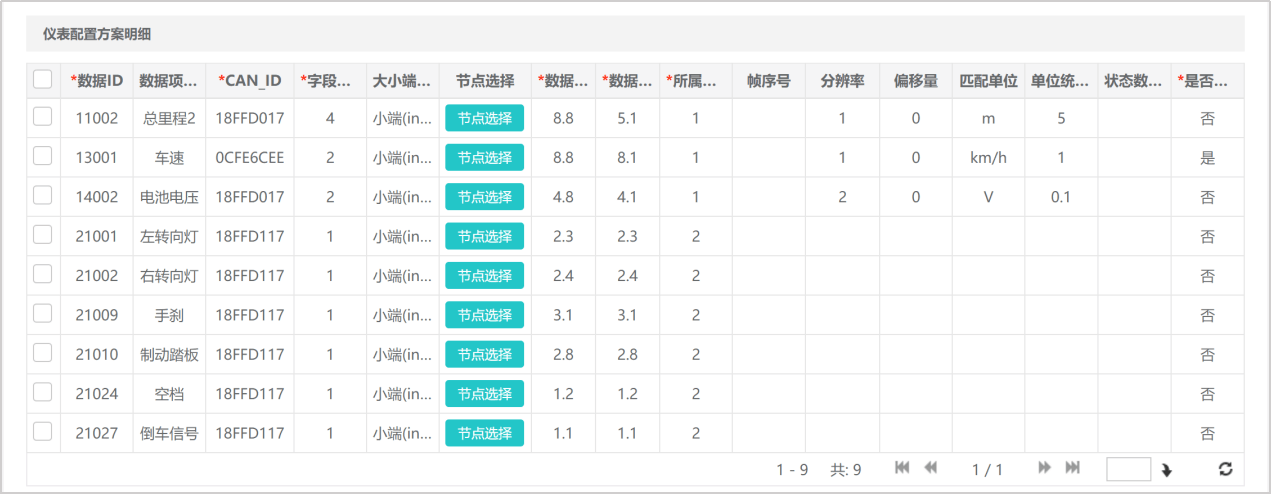 仪表配置方案明细
*数据ID 数据项... *CAN_ID *字段... 大小端... 节点选择 *数据... *数据... *所属... 帧序号 分辨率 偏移量 匹配单位 单位统... 状态数... *是否...
11002 总里程2 18FFD017 4 小端(in... 节点选择 8.8 5.1 1 1 0 m 5 否
13001 车速 0CFE6CEE 2 小端(in... 节点选择 8.8 8.1 1 1 0 km/h 1 是
14002 电池电压 18FFD017 2 小端(in... 节点选择 4.8 4.1 1 2 0 V 0.1 否
21001 左转向灯 18FFD117 1 小端(in... 节点选择 2.3 2.3 2 否
21002 右转向灯 18FFD117 1 小端(in... 节点选择 2.4 2.4 2 否
21009 手刹 18FFD117 1 小端(in... 节点选择 3.1 3.1 2 否
21010 制动踏板 18FFD117 1 小端(in... 节点选择 2.8 2.8 2 否
21024 空档 18FFD117 1 小端(in... 节点选择 1.2 1.2 2 否
21027 倒车信号 18FFD117 1 小端(in... 节点选择 1.1 1.1 2 否
1 - 9 共: 9 1 / 1